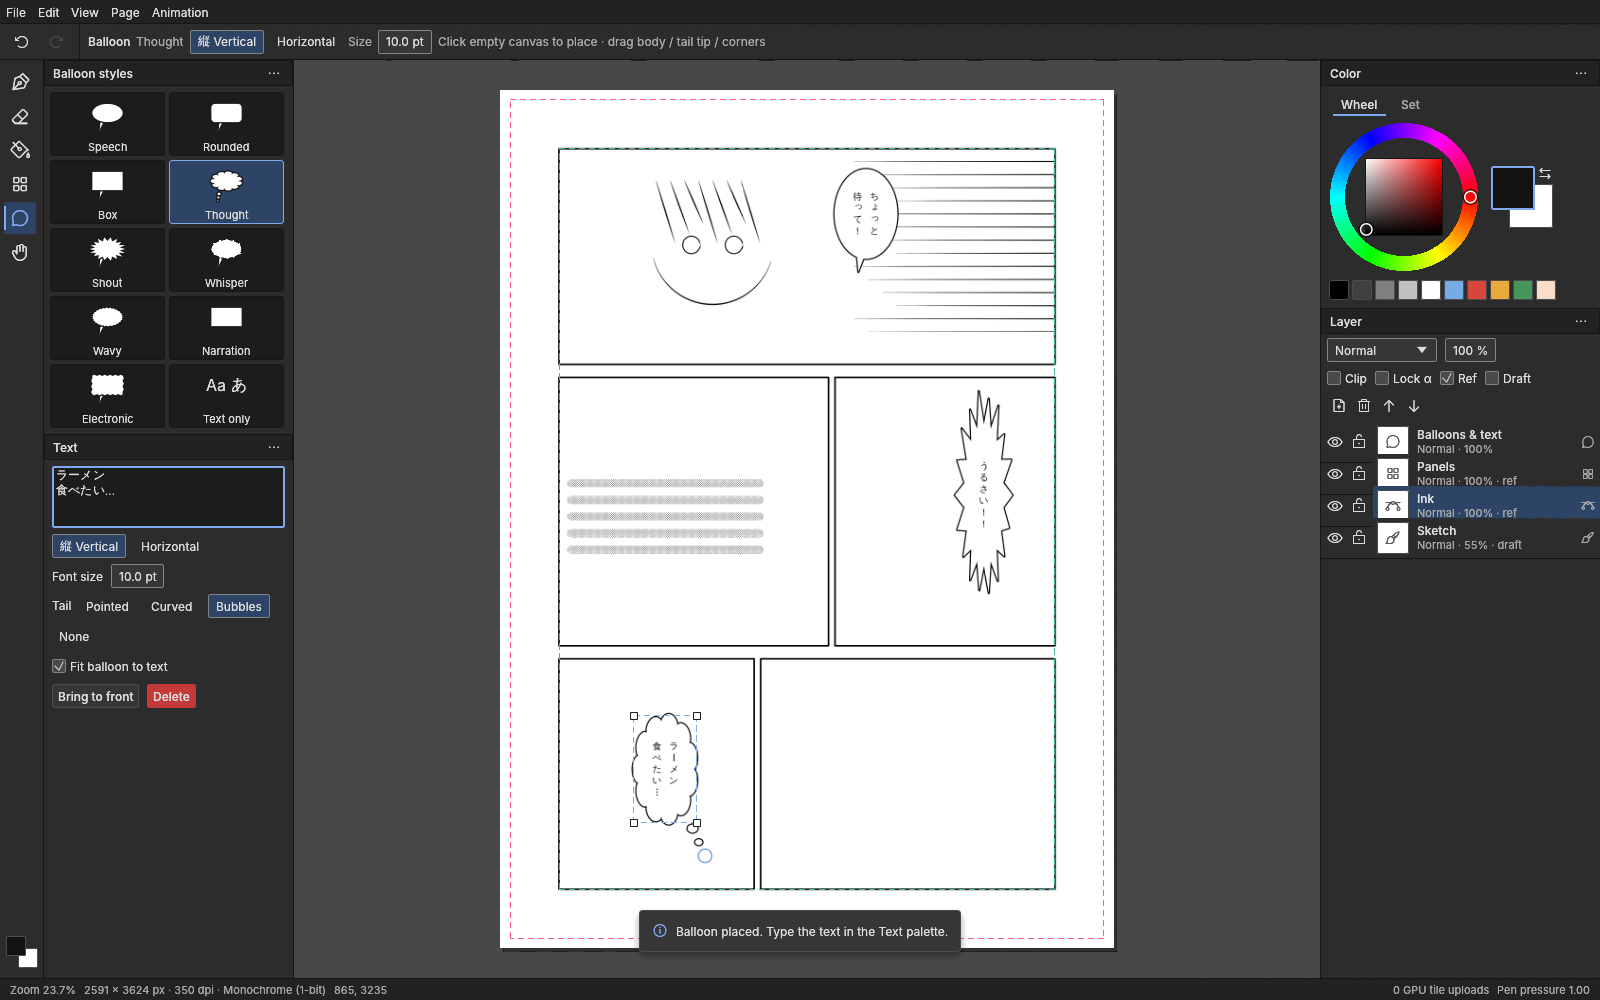 File Edit View Page Animation
Balloon Thought 縦 Vertical Horizontal Size 10.0 pt Click empty canvas to place · drag body / tail tip / corners
Balloon styles
Speech
Rounded
Box
Thought
Shout
Whisper
Wavy
Narration
Electronic
Aa あ
Text only
Text
ラーメン
食べたい...
縦 Vertical Horizontal
Font size 10.0 pt
Tail Pointed Curved Bubbles
None
Fit balloon to text
Bring to front Delete
ちょっと
待って！
うるさい！！
ラーメン
食べたい…
Balloon placed. Type the text in the Text palette.
Color
Wheel Set
Layer
Normal 100 %
Clip Lock α Ref Draft
Balloons & text
Normal · 100%
Panels
Normal · 100% · ref
Ink
Normal · 100% · ref
Sketch
Normal · 55% · draft
Zoom 23.7% 2591 × 3624 px · 350 dpi · Monochrome (1-bit) 865, 3235
0 GPU tile uploads Pen pressure 1.00